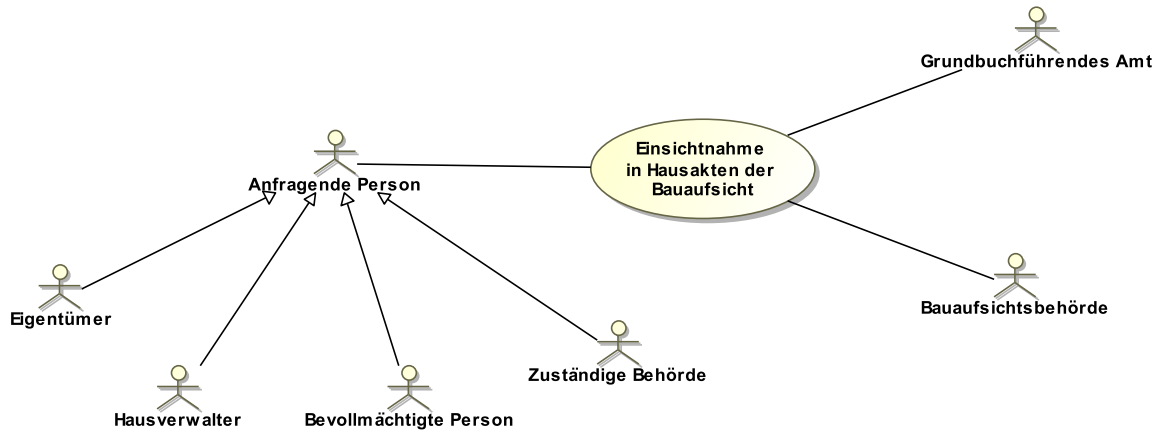 Grundbuchführendes Amt
Einsichtnahme
in Hausakten der
Bauaufsicht
Anfragende Person
Bauaufsichtsbehörde
Eigentümer
Zuständige Behörde
Hausverwalter
Bevollmächtigte Person